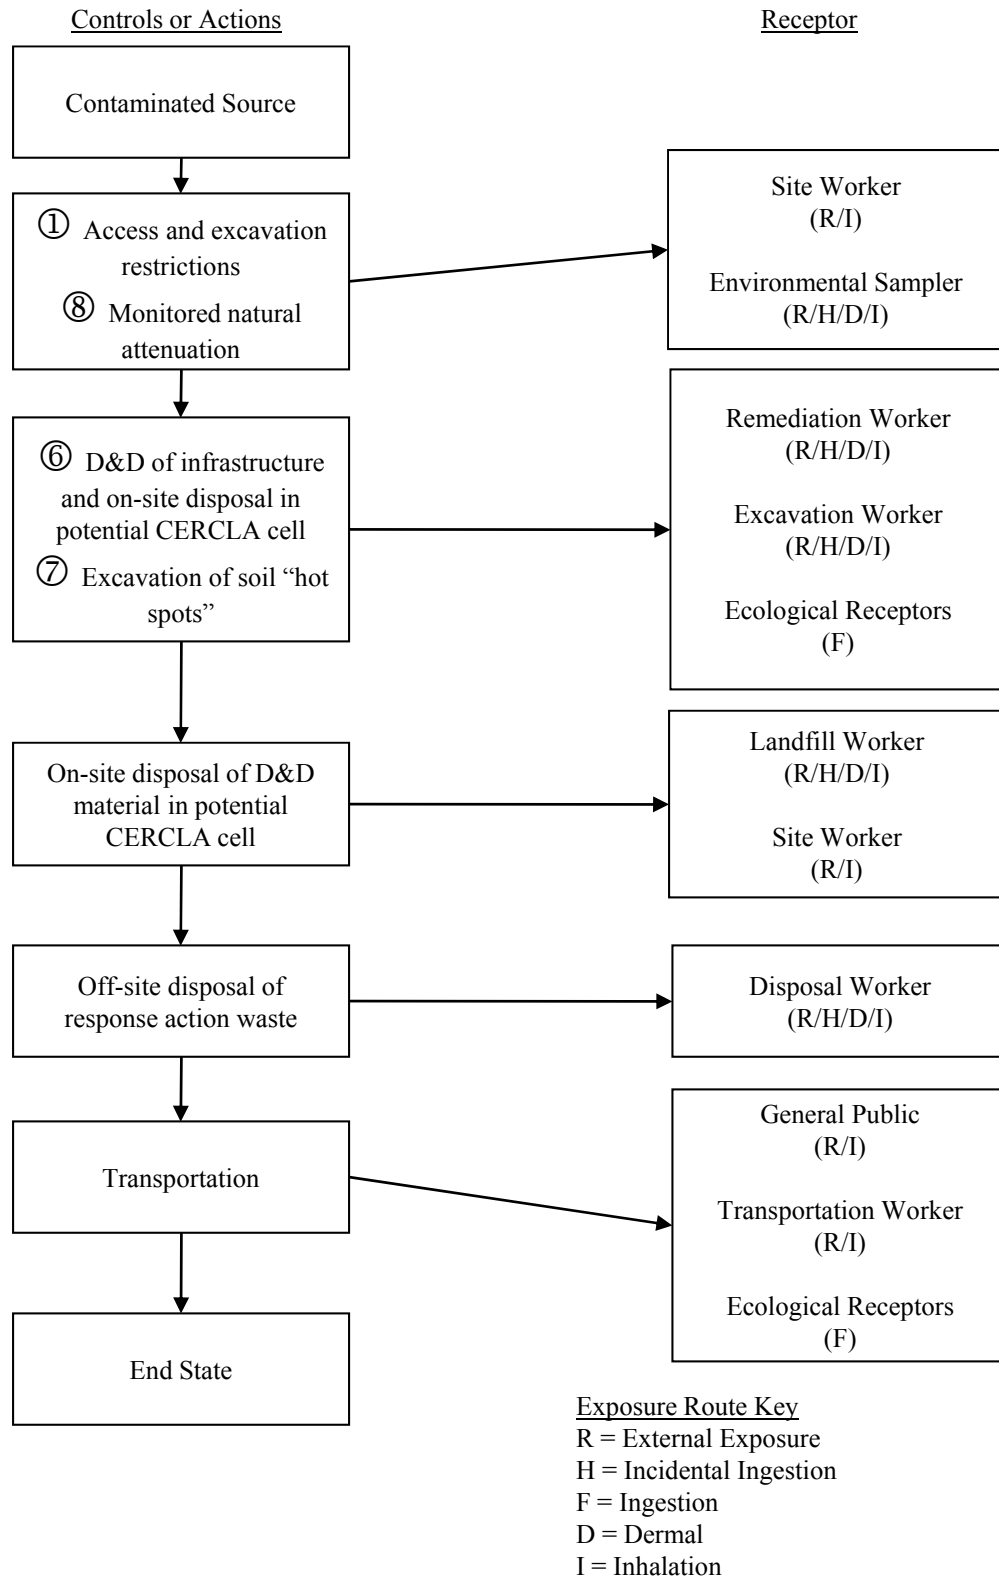 Controls or Actions
Receptor
Contaminated Source
① Access and excavation
restrictions
⑧ Monitored natural
attenuation
Site Worker
(R/I)
Environmental Sampler
(R/H/D/I)
⑥ D&D of infrastructure
and on-site disposal in
potential CERCLA cell
⑦ Excavation of soil “hot
spots”
Remediation Worker
(R/H/D/I)
Excavation Worker
(R/H/D/I)
Ecological Receptors
(F)
On-site disposal of D&D
material in potential
CERCLA cell
Landfill Worker
(R/H/D/I)
Site Worker
(R/I)
Off-site disposal of
response action waste
Disposal Worker
(R/H/D/I)
Transportation
General Public
(R/I)
Transportation Worker
(R/I)
Ecological Receptors
(F)
End State
Exposure Route Key
R = External Exposure
H = Incidental Ingestion
F = Ingestion
D = Dermal
I = Inhalation